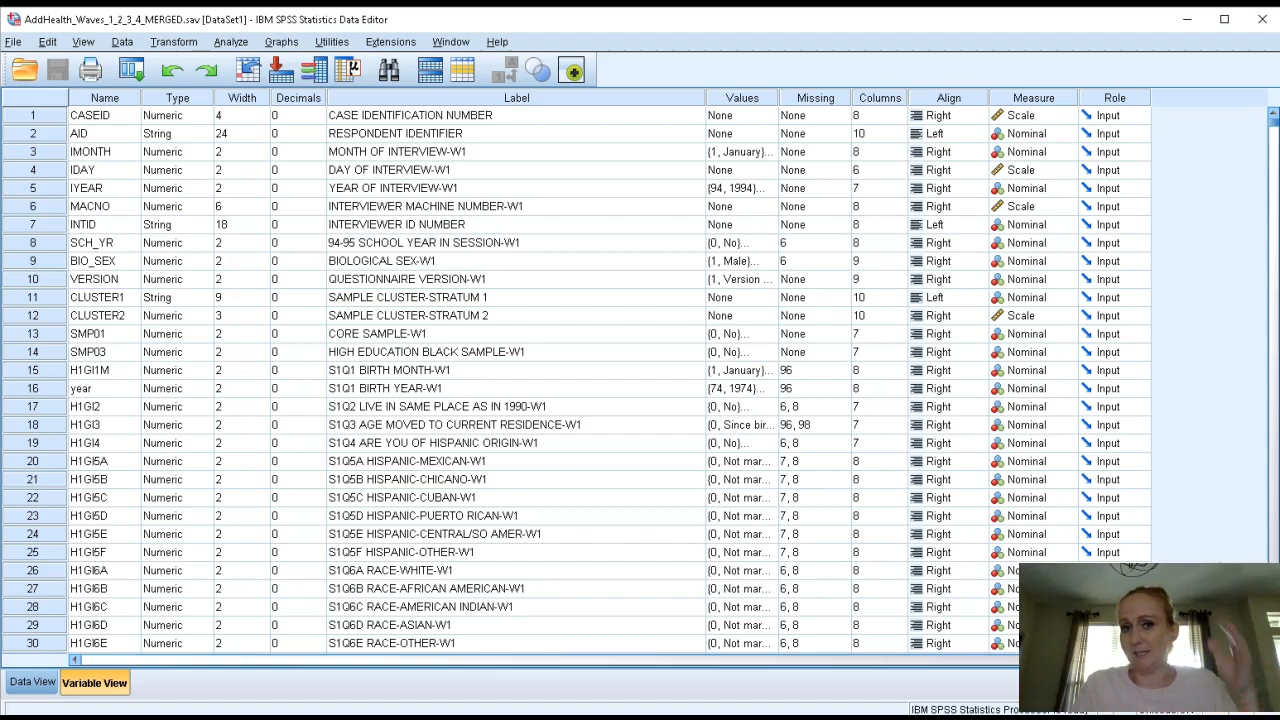 AddHealth_Waves_1_2_3_4_MERGED.sav [DataSet1] - IBM SPSS Statistics Data Editor
File Edit View Data Transform Analyze Graphs Utilities Extensions Window Help
Name Type Width Decimals Label Values Missing Columns Align Measure Role
1 CASEID Numeric 4 0 CASE IDENTIFICATION NUMBER None None 8 Right Scale Input
2 AID String 24 0 RESPONDENT IDENTIFIER None None 10 Left Nominal Input
3 IMONTH Numeric 2 0 MONTH OF INTERVIEW-W1 {1, January}... None 8 Right Nominal Input
4 IDAY Numeric 2 0 DAY OF INTERVIEW-W1 None None 6 Right Scale Input
5 IYEAR Numeric 2 0 YEAR OF INTERVIEW-W1 {94, 1994}... None 7 Right Nominal Input
6 MACNO Numeric 6 0 INTERVIEWER MACHINE NUMBER-W1 None None 8 Right Scale Input
7 INTID String 18 0 INTERVIEWER ID NUMBER None None 8 Left Nominal Input
8 SCH_YR Numeric 2 0 94-95 SCHOOL YEAR IN SESSION-W1 {0, No}... 6 8 Right Nominal Input
9 BIO_SEX Numeric 2 0 BIOLOGICAL SEX-W1 {1, Male}... 6 9 Right Nominal Input
10 VERSION Numeric 2 0 QUESTIONNAIRE VERSION-W1 {1, Version ... None 9 Right Nominal Input
11 CLUSTER1 String 9 0 SAMPLE CLUSTER-STRATUM 1 None None 10 Left Nominal Input
12 CLUSTER2 Numeric 3 0 SAMPLE CLUSTER-STRATUM 2 None None 10 Right Scale Input
13 SMP01 Numeric 2 0 CORE SAMPLE-W1 {0, No}... None 7 Right Nominal Input
14 SMP03 Numeric 2 0 HIGH EDUCATION BLACK SAMPLE-W1 {0, No}... None 7 Right Nominal Input
15 H1GI1M Numeric 2 0 S1Q1 BIRTH MONTH-W1 {1, January}... 96 8 Right Nominal Input
16 year Numeric 2 0 S1Q1 BIRTH YEAR-W1 {74, 1974}... 96 8 Right Nominal Input
17 H1GI2 Numeric 2 0 S1Q2 LIVE IN SAME PLACE AS IN 1990-W1 {0, No}... 6, 8 7 Right Nominal Input
18 H1GI3 Numeric 2 0 S1Q3 AGE MOVED TO CURRENT RESIDENCE-W1 {0, Since bir... 96, 98 7 Right Nominal Input
19 H1GI4 Numeric 2 0 S1Q4 ARE YOU OF HISPANIC ORIGIN-W1 {0, No}... 6, 8 7 Right Nominal Input
20 H1GI5A Numeric 2 0 S1Q5A HISPANIC-MEXICAN-W1 {0, Not mar... 7, 8 8 Right Nominal Input
21 H1GI5B Numeric 2 0 S1Q5B HISPANIC-CHICANO-W1 {0, Not mar... 7, 8 8 Right Nominal Input
22 H1GI5C Numeric 2 0 S1Q5C HISPANIC-CUBAN-W1 {0, Not mar... 7, 8 8 Right Nominal Input
23 H1GI5D Numeric 2 0 S1Q5D HISPANIC-PUERTO RICAN-W1 {0, Not mar... 7, 8 8 Right Nominal Input
24 H1GI5E Numeric 2 0 S1Q5E HISPANIC-CENTRAL/SO AMER-W1 {0, Not mar... 7, 8 8 Right Nominal Input
25 H1GI5F Numeric 2 0 S1Q5F HISPANIC-OTHER-W1 {0, Not mar... 7, 8 8 Right Nominal Input
26 H1GI6A Numeric 2 0 S1Q6A RACE-WHITE-W1 {0, Not mar... 6, 8 8 Right
27 H1GI6B Numeric 2 0 S1Q6B RACE-AFRICAN AMERICAN-W1 {0, Not mar... 6, 8 8 Right
28 H1GI6C Numeric 2 0 S1Q6C RACE-AMERICAN INDIAN-W1 {0, Not mar... 6, 8 8 Right
29 H1GI6D Numeric 2 0 S1Q6D RACE-ASIAN-W1 {0, Not mar... 6, 8 8 Right
30 H1GI6E Numeric 2 0 S1Q6E RACE-OTHER-W1 {0, Not mar... 6, 8 8 Right
Data View Variable View
IBM SPSS Statistics